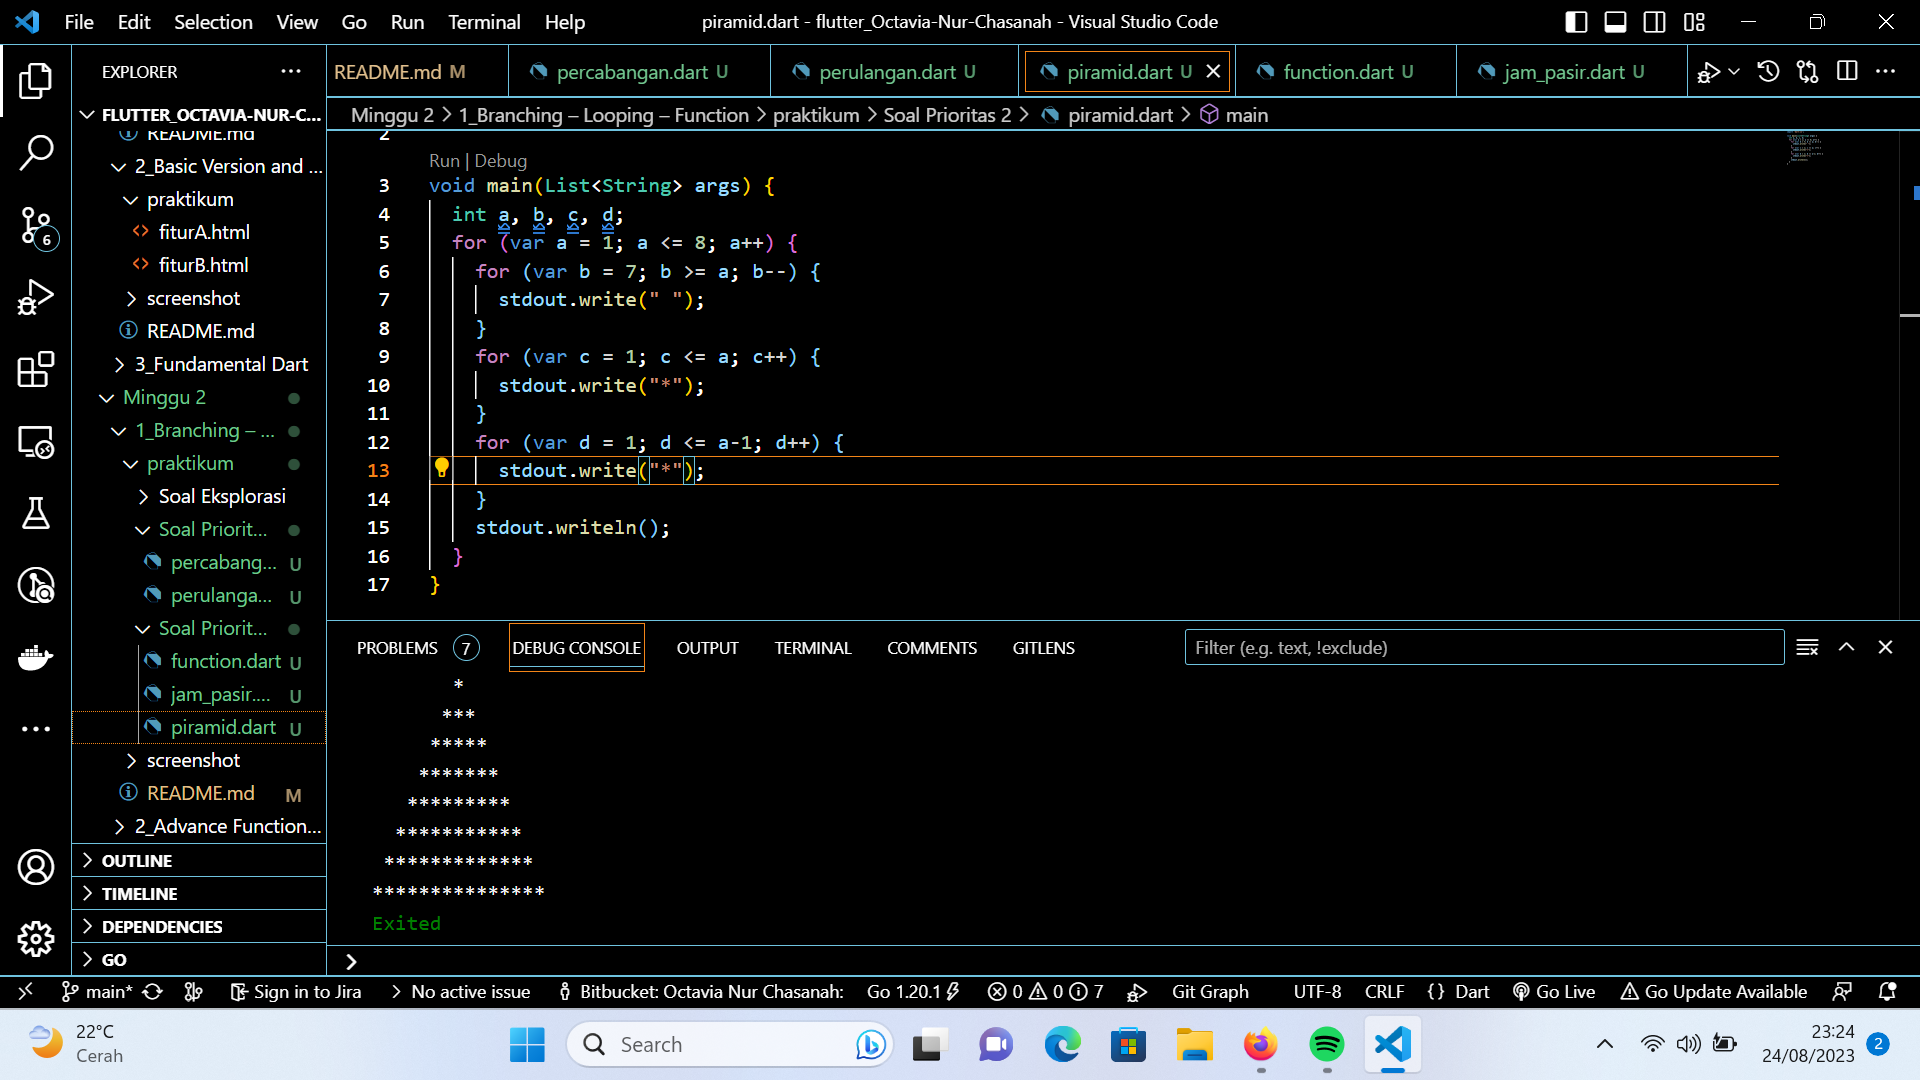 File Edit Selection View Go Run Terminal Help
piramid.dart - flutter_Octavia-Nur-Chasanah - Visual Studio Code
EXPLORER
FLUTTER_OCTAVIA-NUR-C...
README.md
2_Basic Version and ...
praktikum
fiturA.html
fiturB.html
screenshot
README.md
3_Fundamental Dart
Minggu 2
1_Branching – ...
praktikum
Soal Eksplorasi
Soal Priorit...
percabang... U
perulanga... U
Soal Priorit...
function.dart U
jam_pasir.... U
piramid.dart U
screenshot
README.md M
2_Advance Function...
OUTLINE
TIMELINE
DEPENDENCIES
GO
6
README.md M
percabangan.dart U
perulangan.dart U
piramid.dart U
function.dart U
jam_pasir.dart U
Minggu 2 > 1_Branching – Looping – Function > praktikum > Soal Prioritas 2 > piramid.dart > main
2
Run | Debug
3 void main(List<String> args) {
4 int a, b, c, d;
5 for (var a = 1; a <= 8; a++) {
6 for (var b = 7; b >= a; b--) {
7 stdout.write(" ");
8 }
9 for (var c = 1; c <= a; c++) {
10 stdout.write("*");
11 }
12 for (var d = 1; d <= a-1; d++) {
13 stdout.write("*");
14 }
15 stdout.writeln();
16 }
17 }
PROBLEMS 7 DEBUG CONSOLE OUTPUT TERMINAL COMMENTS GITLENS
Filter (e.g. text, !exclude)
*
***
*****
*******
*********
***********
*************
***************
Exited
main* Sign in to Jira No active issue Bitbucket: Octavia Nur Chasanah: Go 1.20.1 0 0 7 Git Graph UTF-8 CRLF {} Dart Go Live Go Update Available
22°C
Cerah
Search
23:24
24/08/2023
2